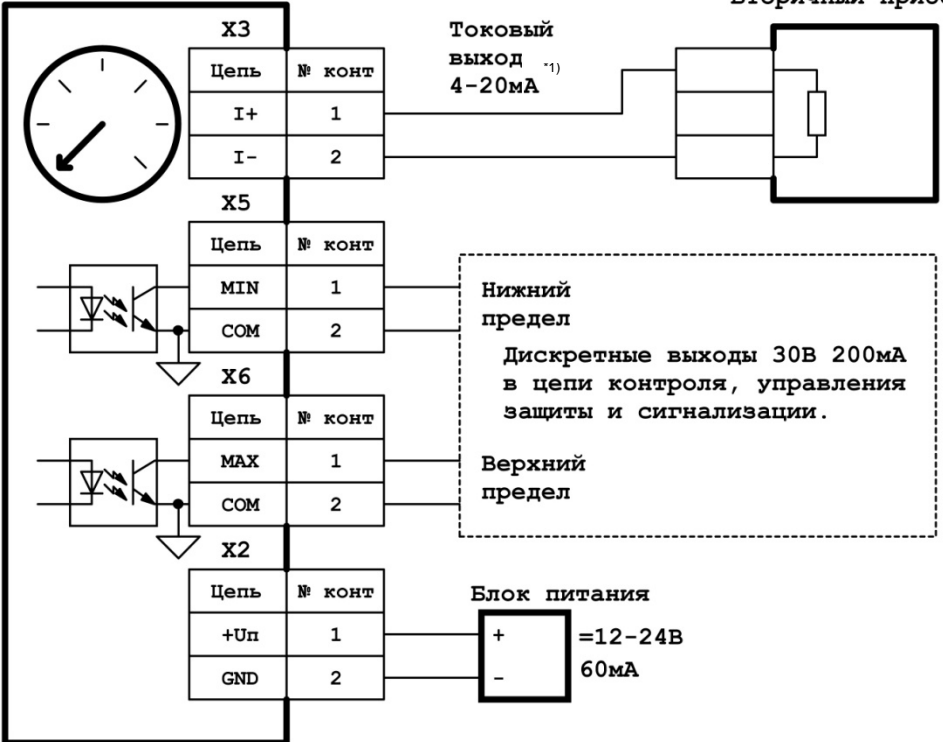 Вторичный
X3
Токовый
выход *1)
4-20мА
Цепь № конт
I+ 1
I- 2
X5
Цепь № конт
MIN 1
COM 2
Нижний
предел
Дискретные выходы 30В 200мА
в цепи контроля, управления
защиты и сигнализации.
X6
Цепь № конт
MAX 1
COM 2
Верхний
предел
X2
Цепь № конт
+Uп 1
GND 2
Блок питания
+
=12-24В
60мА
-